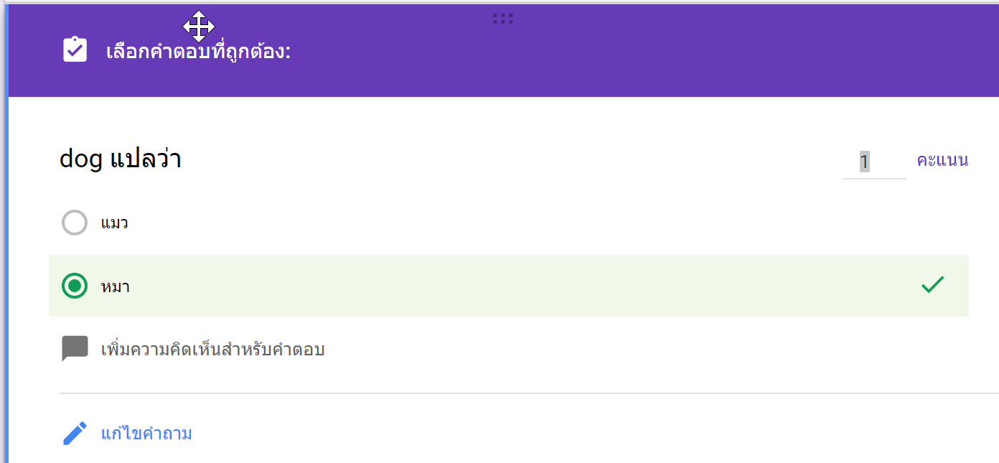 เลือกคำตอบที่ถูกต้อง:
dog แปลว่า
1 คะแนน
แมว
หมา
เพิ่มความคิดเห็นสำหรับคำตอบ
แก้ไขคำถาม